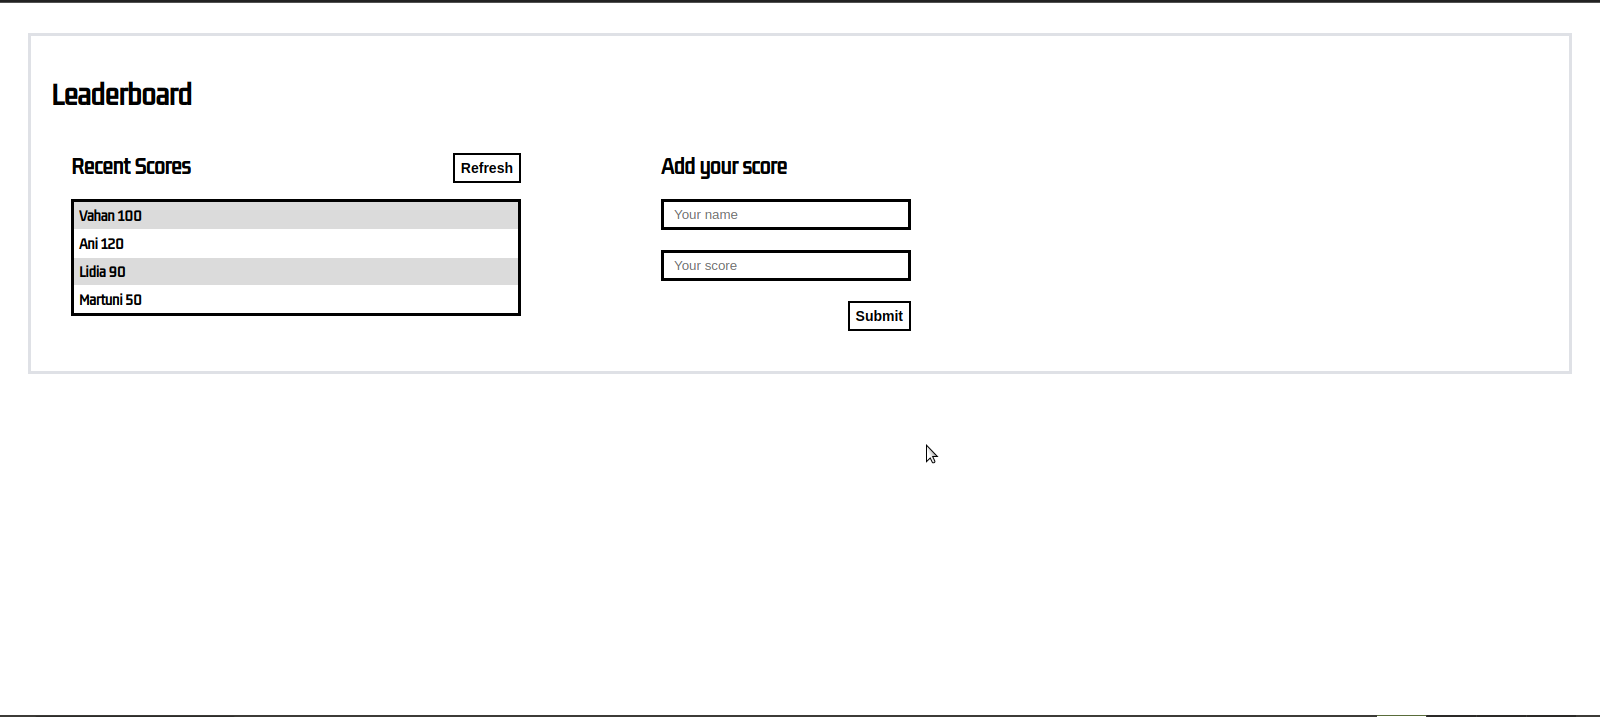 Leaderboard
Recent Scores
Refresh
Vahan 100
Ani 120
Lidia 90
Martuni 50
Add your score
Your name
Your score
Submit